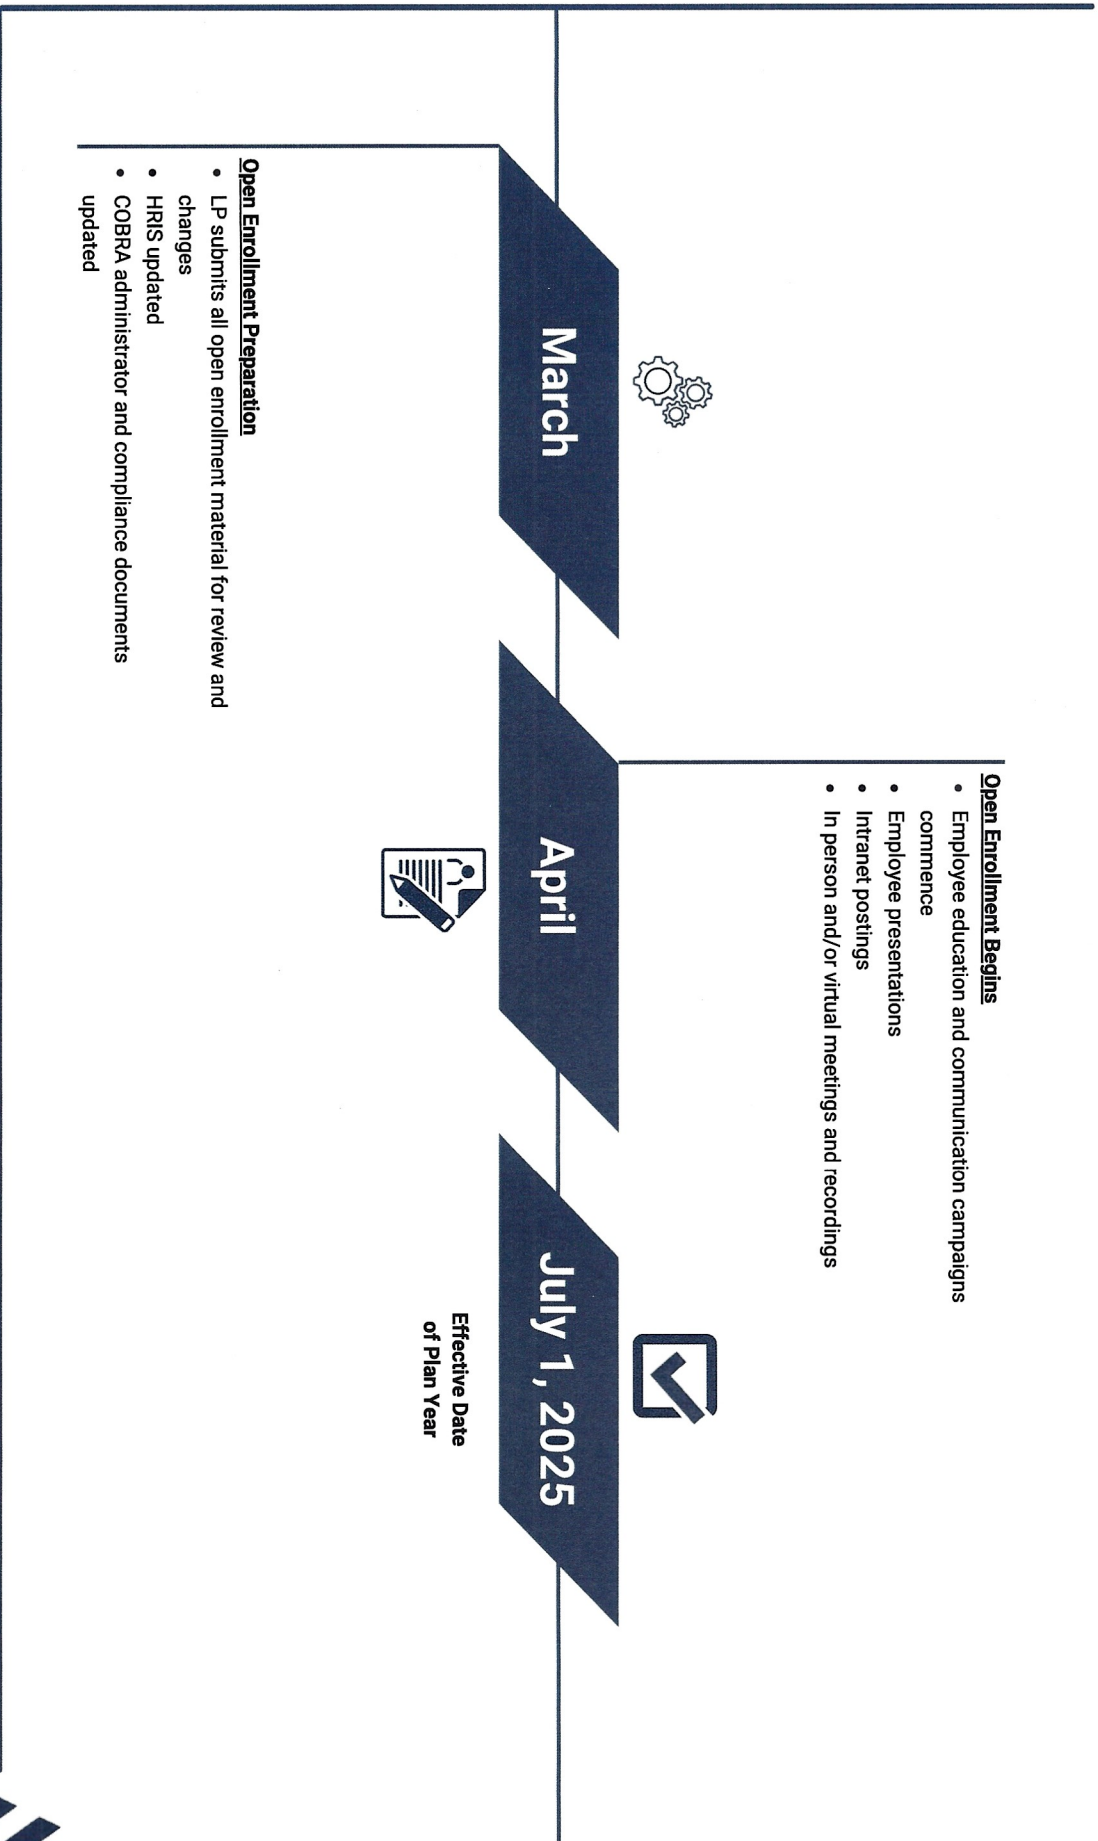 Open Enrollment Begins
• Employee education and communication campaigns
commence
• Employee presentations
• Intranet postings
• In person and/or virtual meetings and recordings
March
April
July 1, 2025
Effective Date
of Plan Year
Open Enrollment Preparation
• LP submits all open enrollment material for review and
changes
• HRIS updated
• COBRA administrator and compliance documents
updated